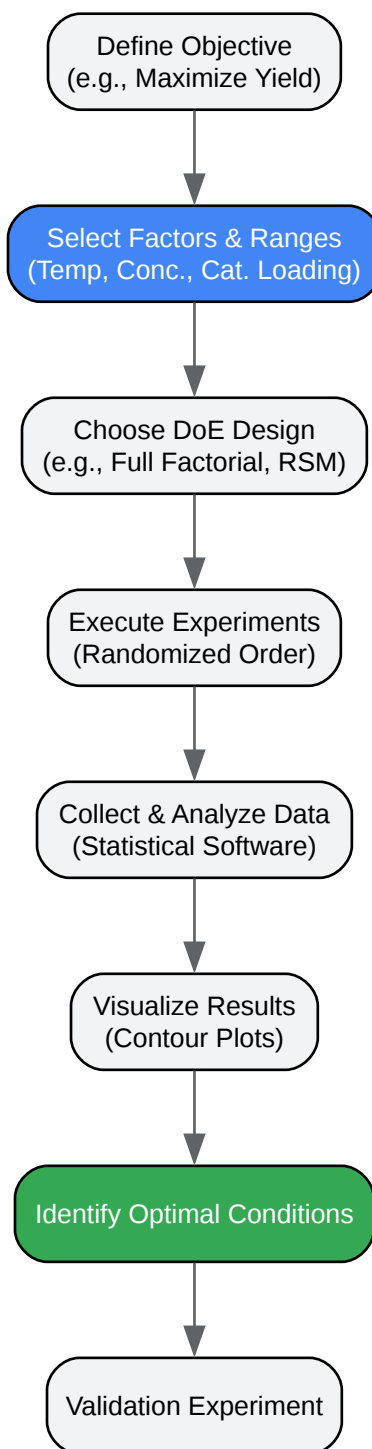 Define Objective
(e.g., Maximize Yield)
Select Factors & Ranges
(Temp, Conc., Cat. Loading)
Choose DoE Design
(e.g., Full Factorial, RSM)
Execute Experiments
(Randomized Order)
Collect & Analyze Data
(Statistical Software)
Visualize Results
(Contour Plots)
Identify Optimal Conditions
Validation Experiment